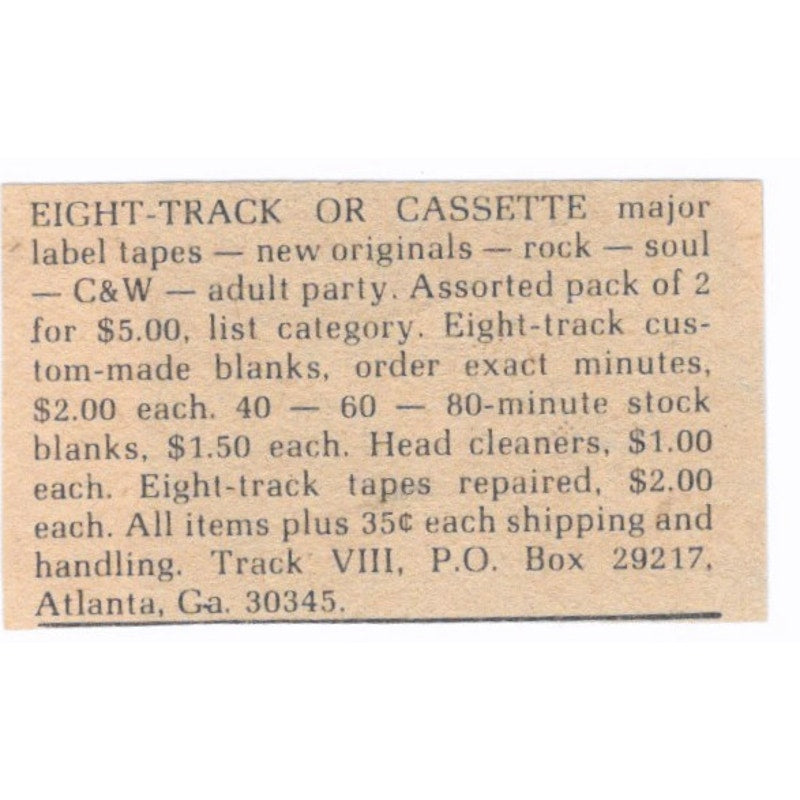 EIGHT-TRACK OR CASSETTE major
label tapes — new originals — rock — soul
— C&W — adult party. Assorted pack of 2
for $5.00, list category. Eight-track cus-
tom-made blanks, order exact minutes,
$2.00 each. 40 — 60 — 80-minute stock
blanks, $1.50 each. Head cleaners, $1.00
each. Eight-track tapes repaired, $2.00
each. All items plus 35¢ each shipping and
handling. Track VIII, P.O. Box 29217,
Atlanta, Ga. 30345.